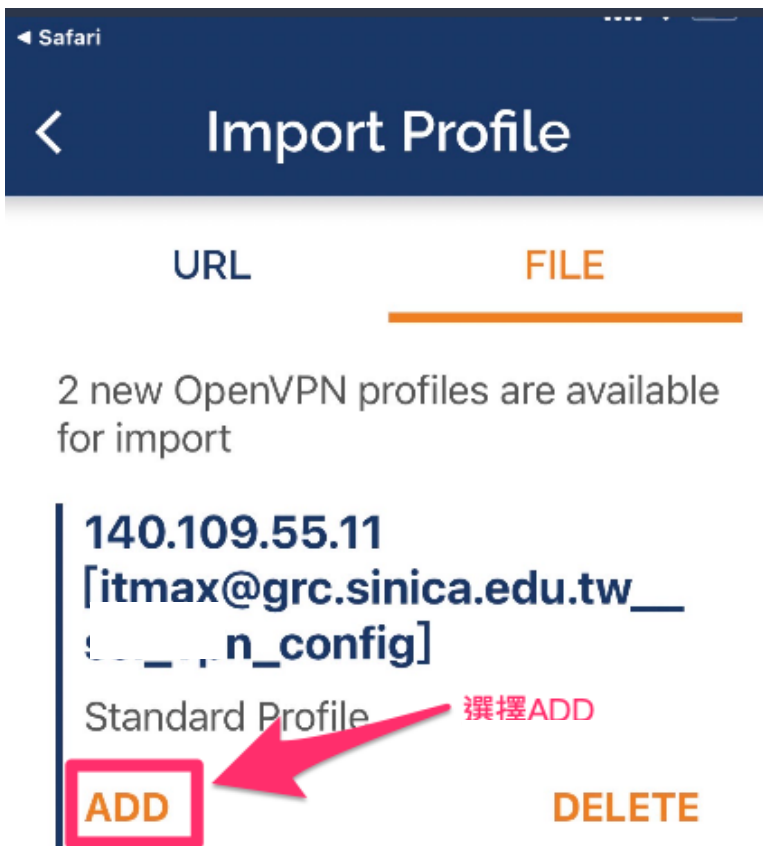 ◀ Safari
Import Profile
URL
FILE
2 new OpenVPN profiles are available
for import
140.109.55.11
[itmax@grc.sinica.edu.tw__
n_config]
Standard Profile
選擇ADD
ADD
DELETE